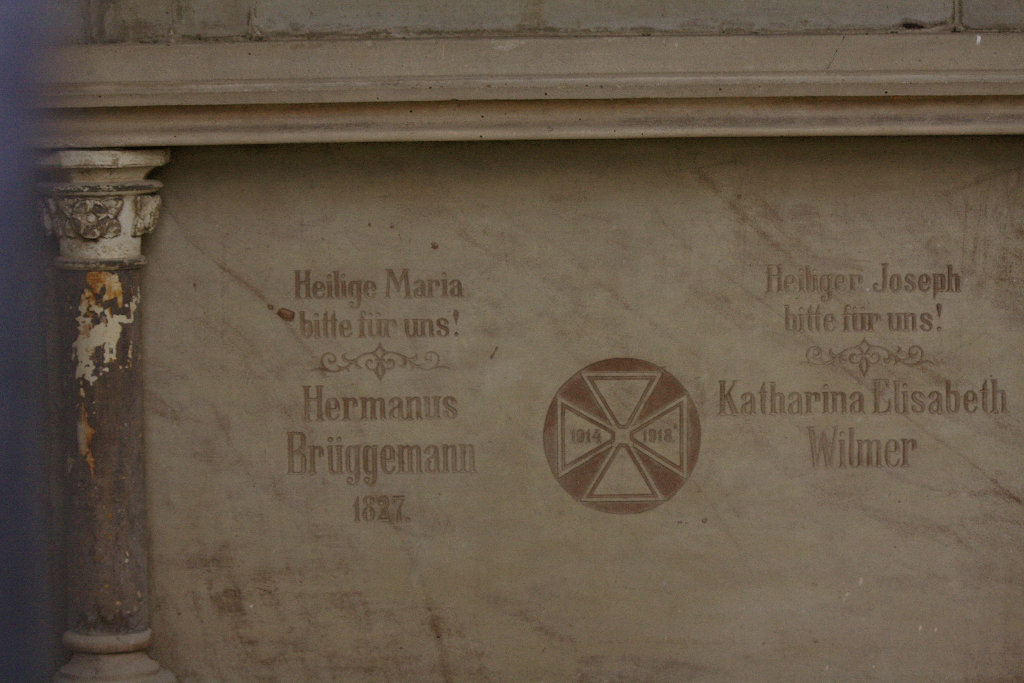 Heilige Maria
bitte für uns!
Hermanus
Brüggemann
1827.
1914 1918.
Heiliger Joseph
bitte für uns!
Katharina Elisabeth
Wilmer